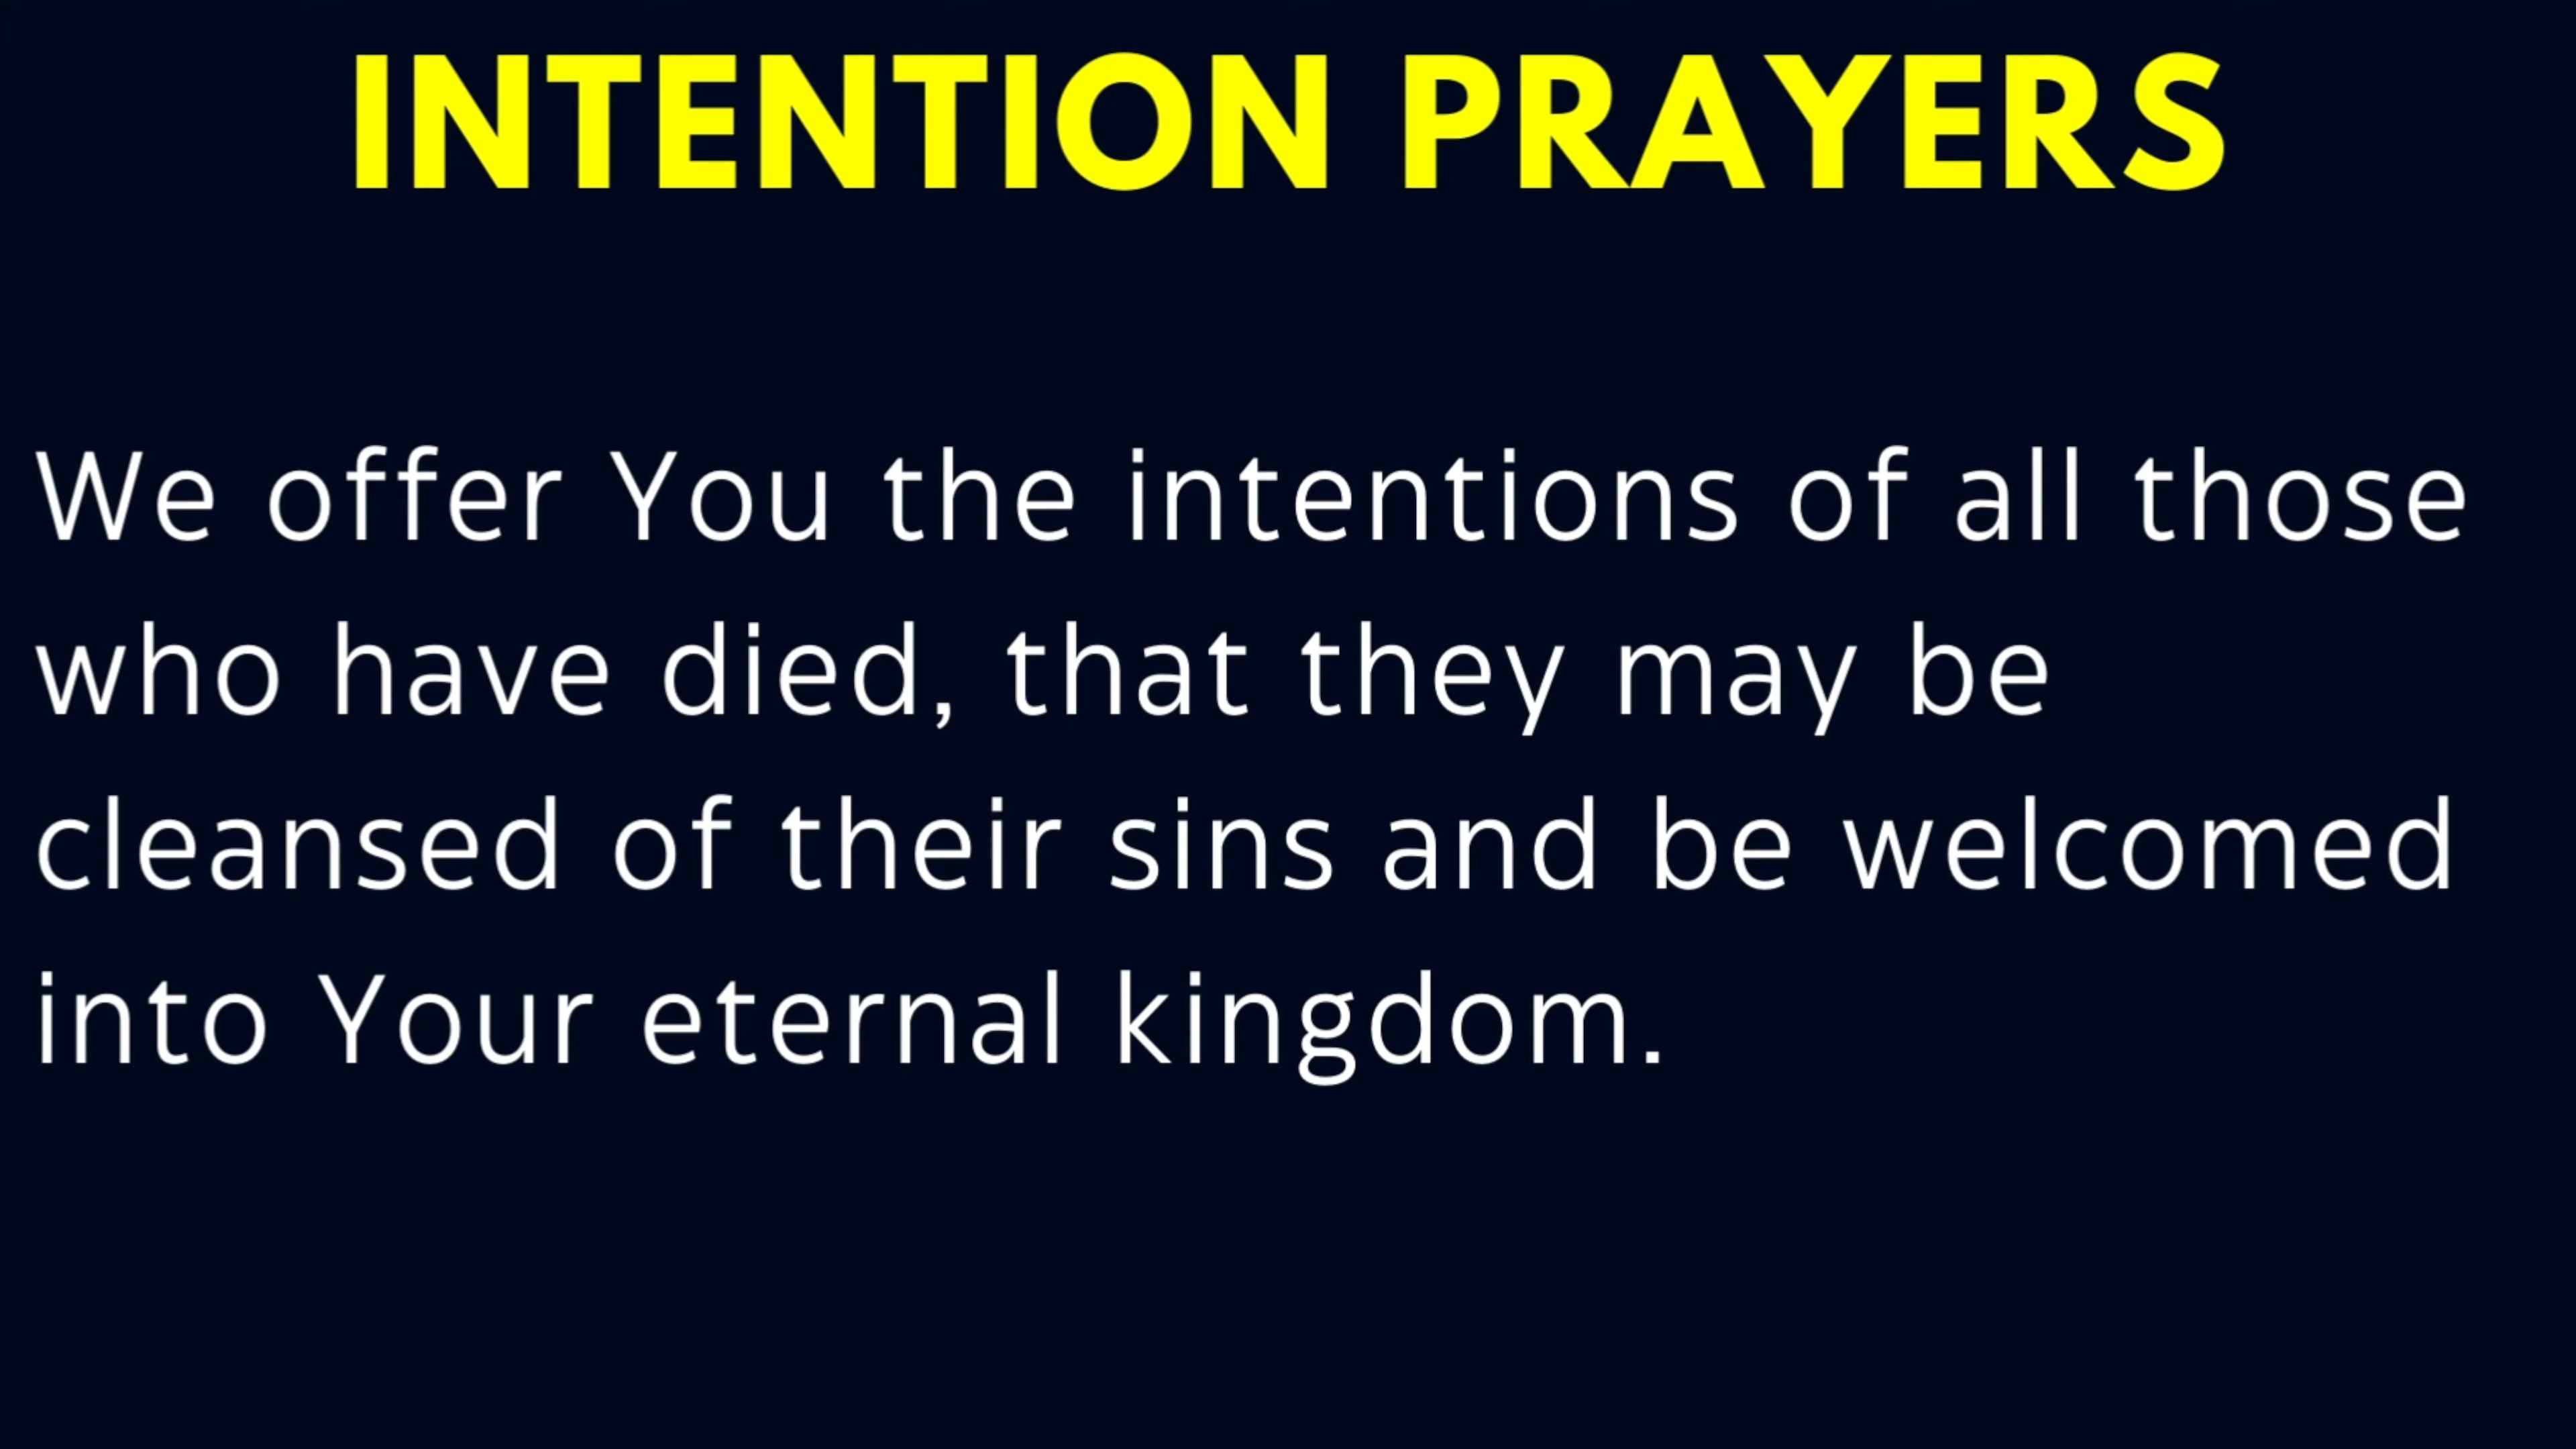 INTENTION PRAYERS
We offer You the intentions of all those
who have died, that they may be
cleansed of their sins and be welcomed
into Your eternal kingdom.